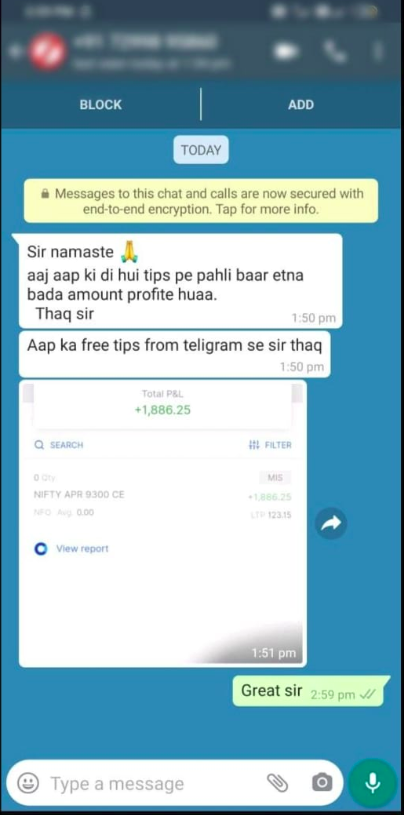 BLOCK
ADD
TODAY
Messages to this chat and calls are now secured with
end-to-end encryption. Tap for more info.
Sir namaste 🙏
aaj aap ki di hui tips pe pahli baar etna
bada amount profite huaa.
Thaq sir
1:50 pm
Aap ka free tips from teligram se sir thaq
1:50 pm
Total P&L
+1,886.25
SEARCH
FILTER
0 Qty
MIS
NIFTY APR 9300 CE
+1,886.25
NFO Avg. 0.00
LTP 123.15
View report
1:51 pm
Great sir 2:59 pm
Type a message